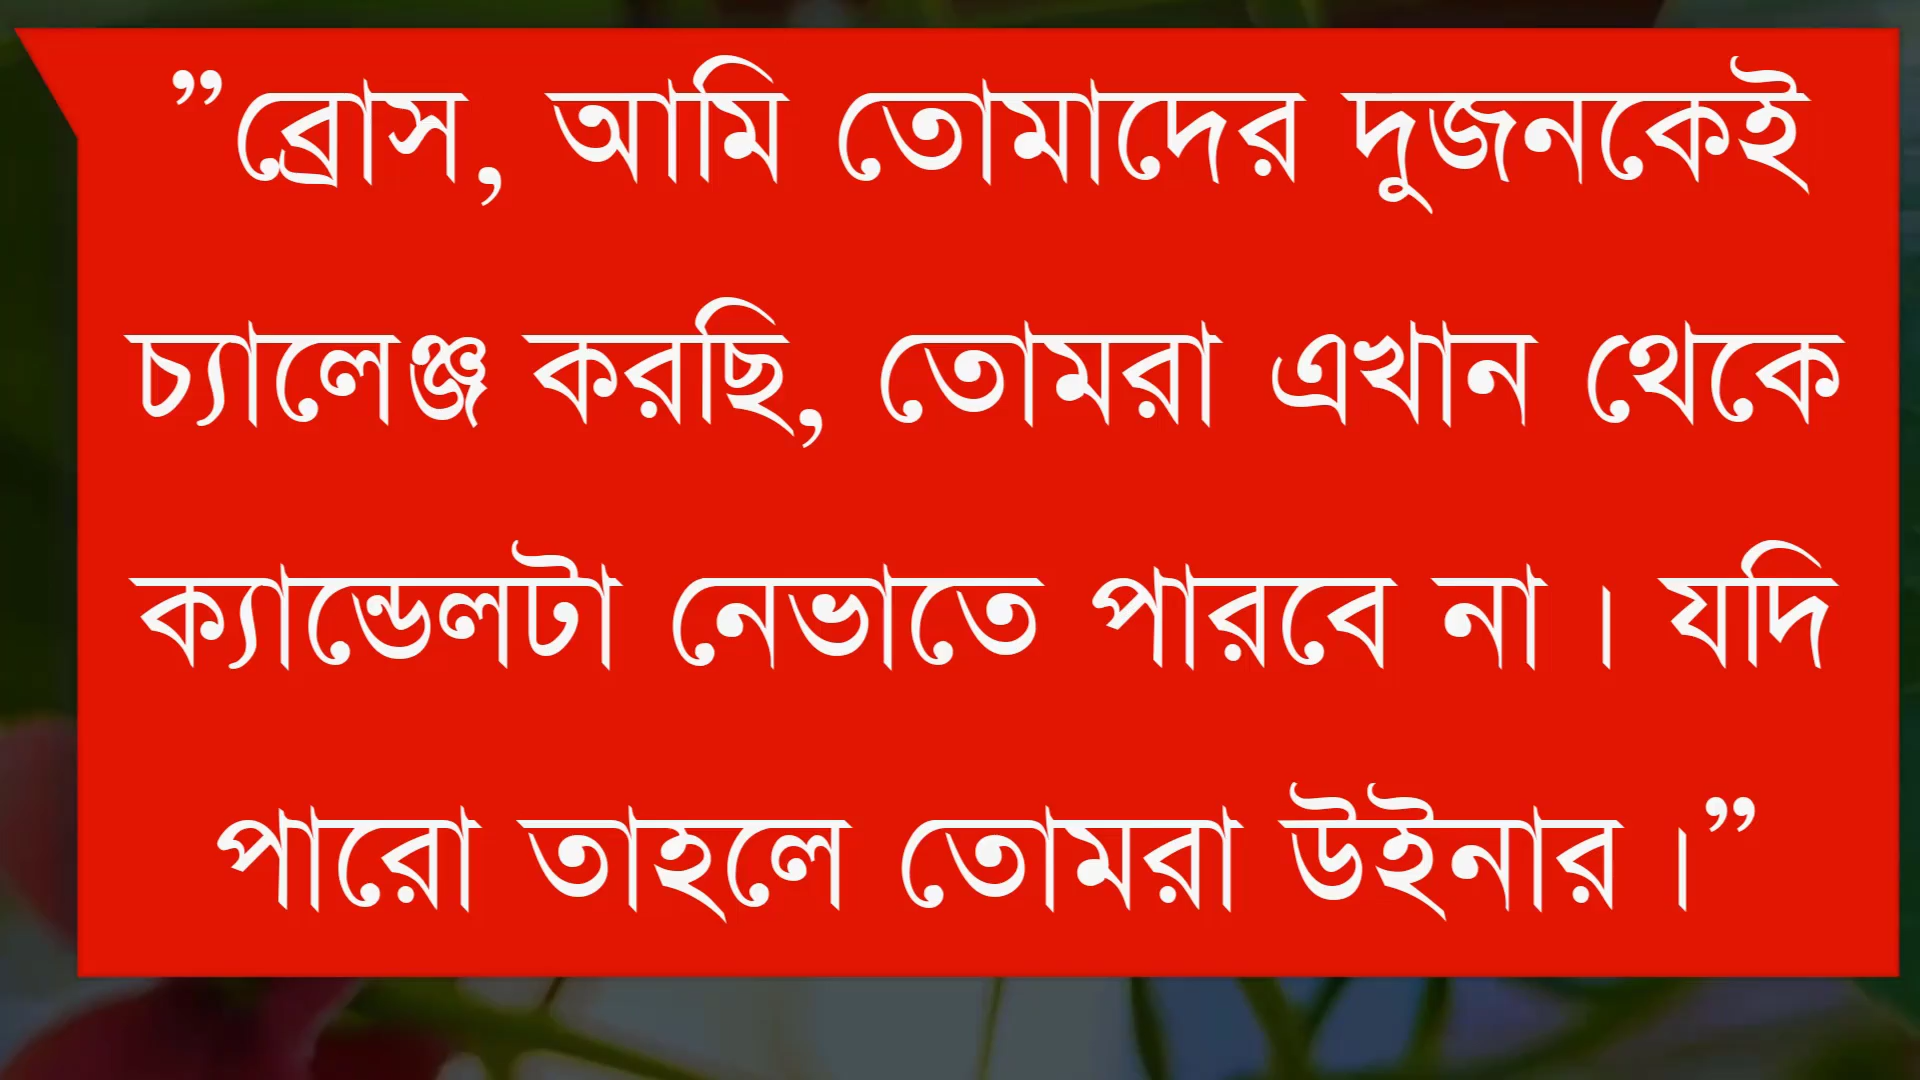 ”ব্রোস, আমি তোমাদের দুজনকেই
চ্যালেঞ্জ করছি, তোমরা এখান থেকে
ক্যান্ডেলটা নেভাতে পারবে না। যদি
পারো তাহলে তোমরা উইনার।”